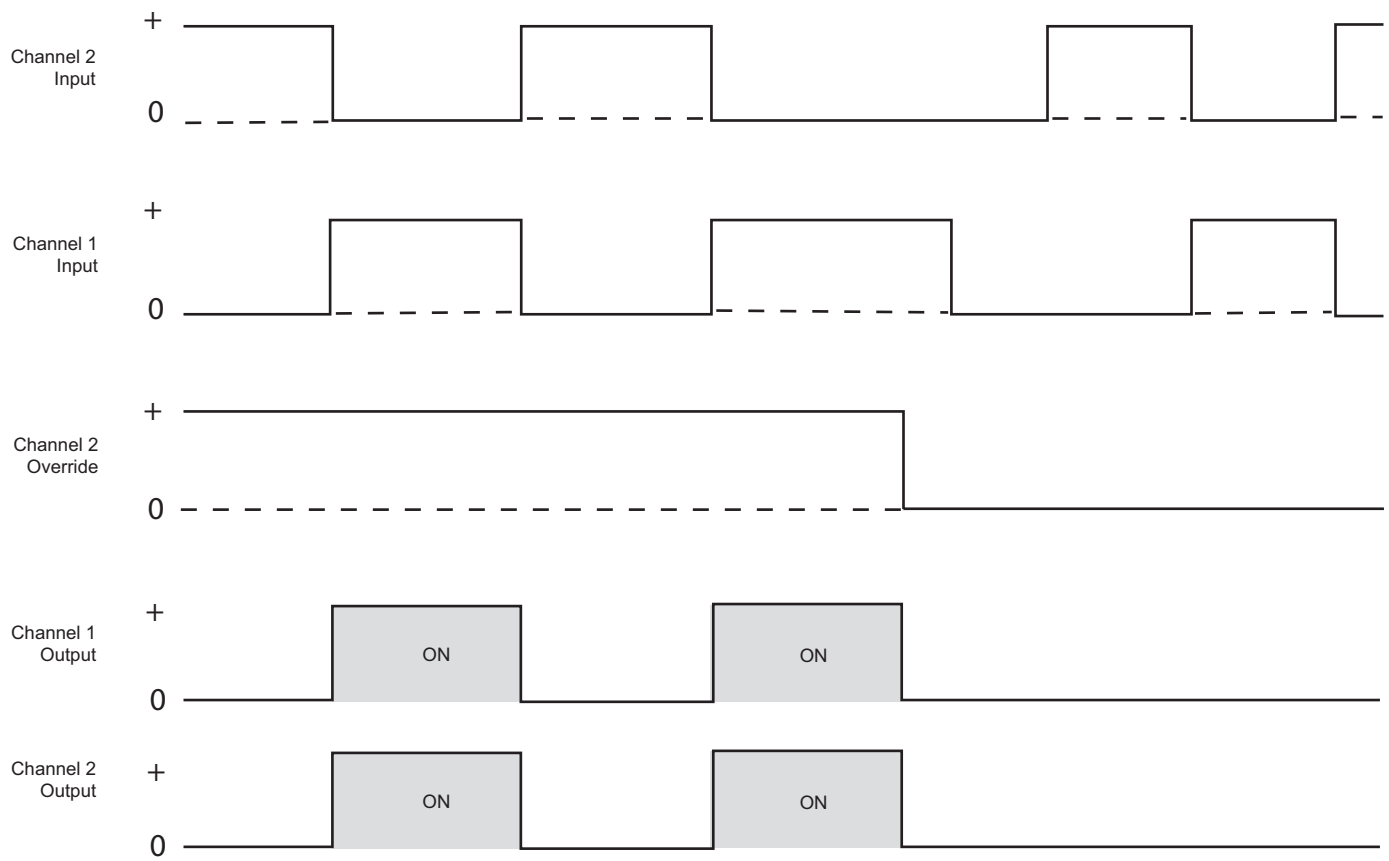 +
Channel 2
Input
0
+
Channel 1
Input
0
+
Channel 2
Override
0
+
Channel 1
Output
ON
ON
0
Channel 2
+
Output
ON
ON
0